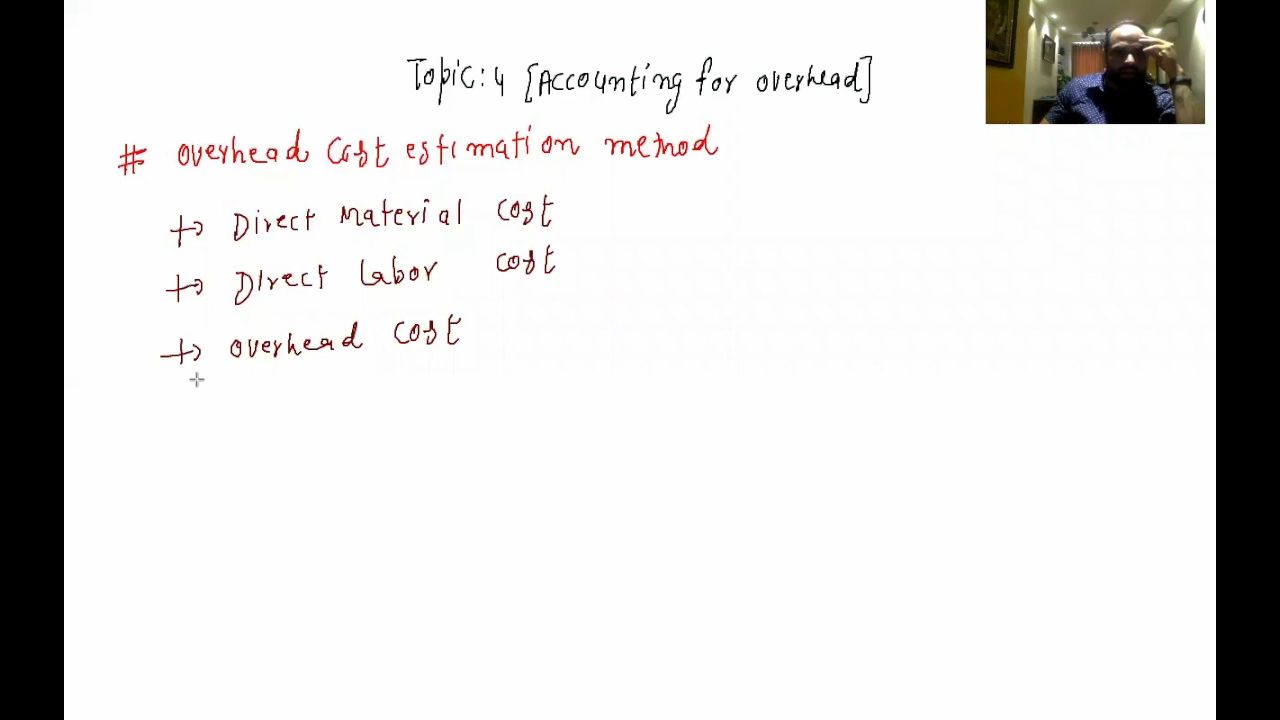 Topic: 4 [Accounting for overhead]
# overhead cost estimation method
→ Direct Material cost
→ Direct labor cost
→ overhead cost